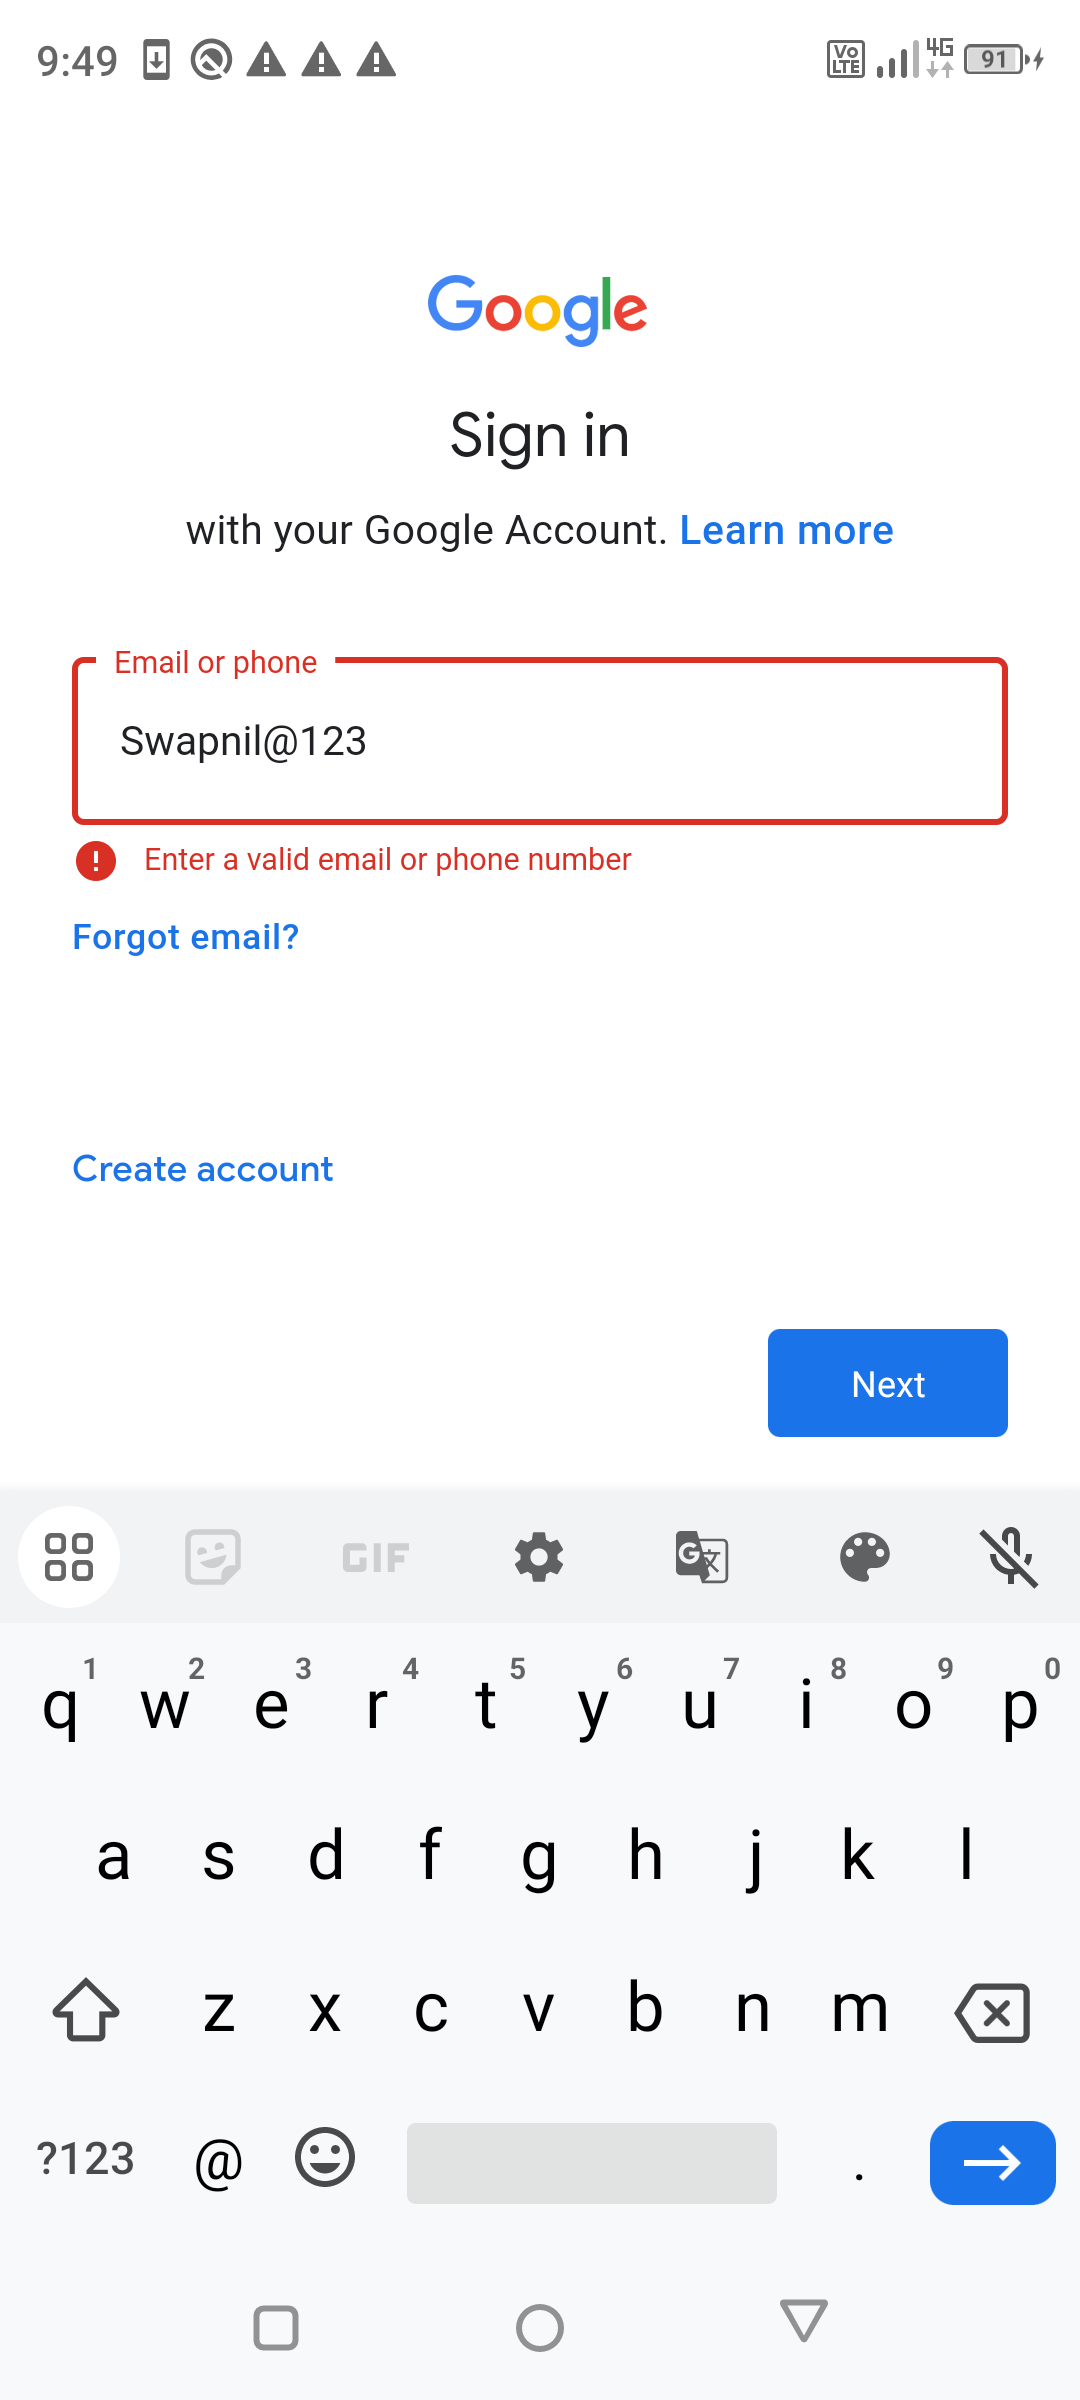 9:49 Vo LTE 4G 91
Google
Sign in
with your Google Account. Learn more
Email or phone
Swapnil@123
! Enter a valid email or phone number
Forgot email?
Create account
Next
GIF G 文
q 1 w 2 e 3 r 4 t 5 y 6 u 7 i 8 o 9 p 0
a s d f g h j k l
z x c v b n m
?123 @ .